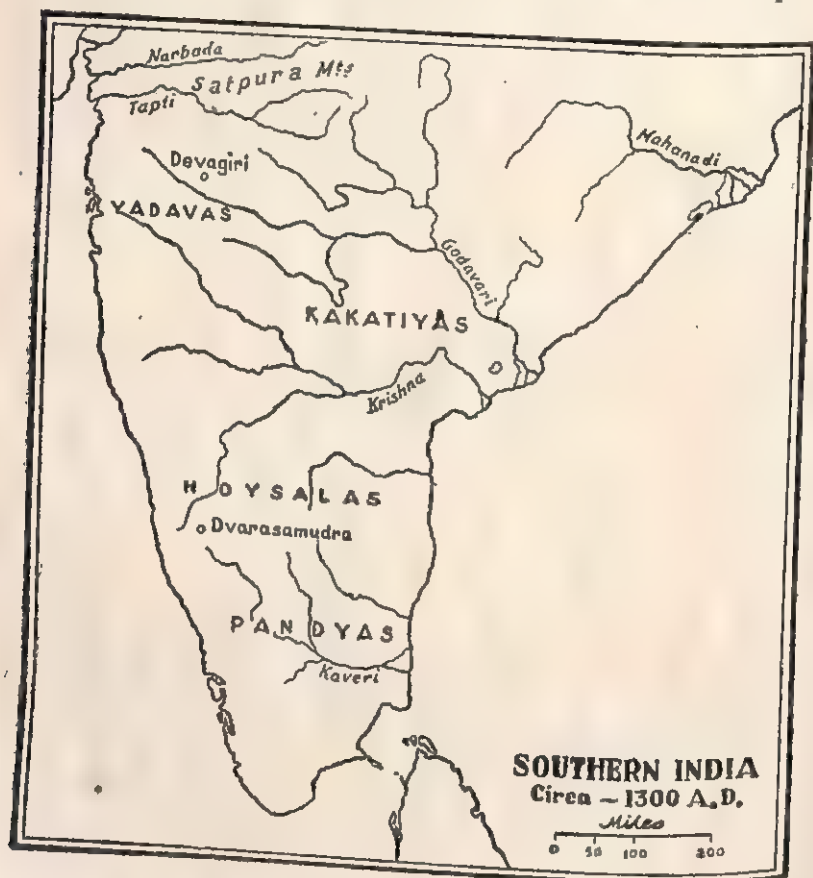 Narbada
Satpura Mts
Tapti
Mahanadi
Devagiri
YADAVAS
Godavari
KAKATIYAS
Krishna
HOYSALAS
Dvarasamudra
PANDYAS
Kaveri
SOUTHERN INDIA
Circa ~ 1300 A.D.
Miles
0 50 100 200